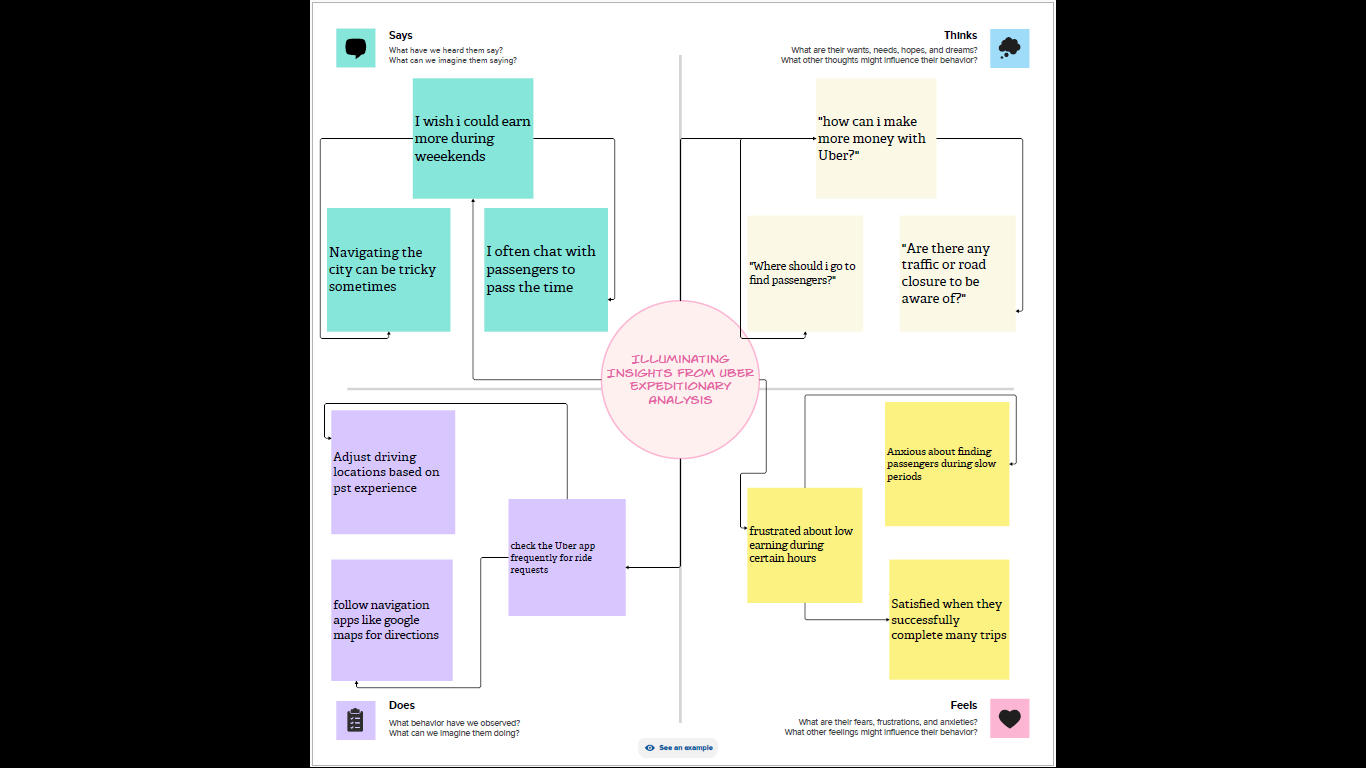 Says
What have we heard them say?
What can we imagine them saying?
Thinks
What are their wants, needs, hopes, and dreams?
What other thoughts might influence their behavior?
I wish i could earn
more during
weeekends
Navigating the
city can be tricky
sometimes
I often chat with
passengers to
pass the time
"how can i make
more money with
Uber?"
"Where should i go to
find passengers?"
"Are there any
traffic or road
closure to be
aware of?"
ILLUMINATING
INSIGHTS FROM UBER
EXPEDITIONARY
ANALYSIS
Adjust driving
locations based on
pst experience
check the Uber app
frequently for ride
requests
follow navigation
apps like google
maps for directions
Anxious about finding
passengers during slow
periods
frustrated about low
earning during
certain hours
Satisfied when they
successfully
complete many trips
Does
What behavior have we observed?
What can we imagine them doing?
Feels
What are their fears, frustrations, and anxieties?
What other feelings might influence their behavior?
See an example